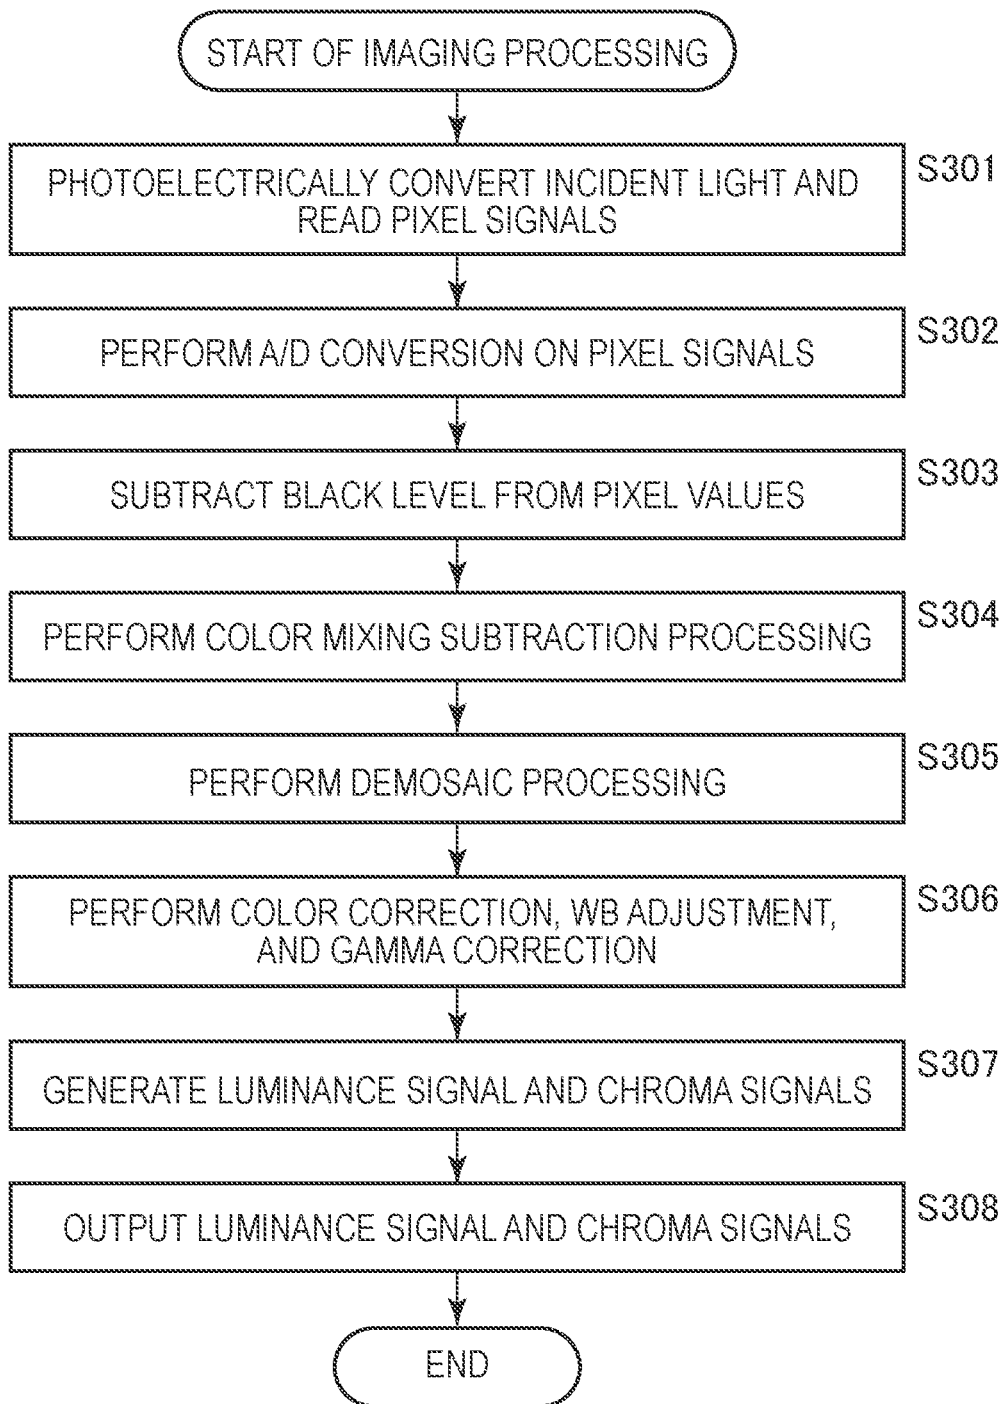 START OF IMAGING PROCESSING
S301
PHOTOELECTRICALLY CONVERT INCIDENT LIGHT AND
READ PIXEL SIGNALS
S302
PERFORM A/D CONVERSION ON PIXEL SIGNALS
S303
SUBTRACT BLACK LEVEL FROM PIXEL VALUES
S304
PERFORM COLOR MIXING SUBTRACTION PROCESSING
S305
PERFORM DEMOSAIC PROCESSING
S306
PERFORM COLOR CORRECTION, WB ADJUSTMENT,
AND GAMMA CORRECTION
S307
GENERATE LUMINANCE SIGNAL AND CHROMA SIGNALS
S308
OUTPUT LUMINANCE SIGNAL AND CHROMA SIGNALS
END